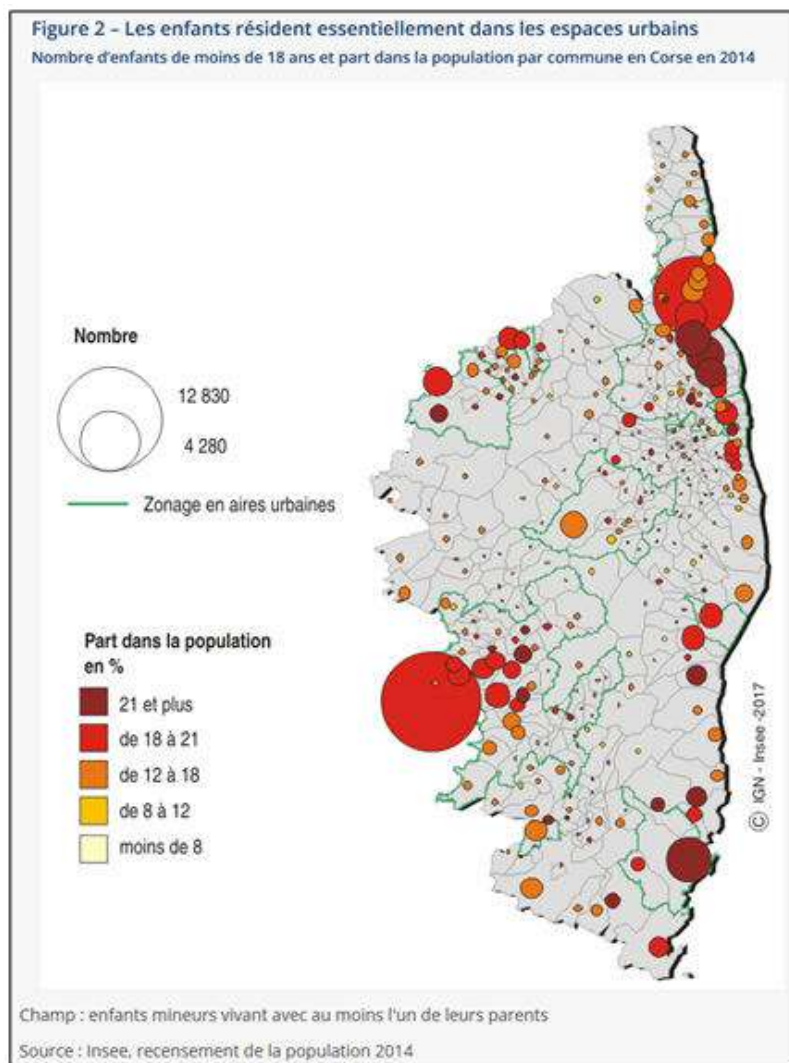 Figure 2 – Les enfants résident essentiellement dans les espaces urbains
Nombre d'enfants de moins de 18 ans et part dans la population par commune en Corse en 2014
Nombre
12 830
4 280
Zonage en aires urbaines
Part dans la population
en %
21 et plus
de 18 à 21
de 12 à 18
de 8 à 12
moins de 8
© IGN - Insee -2017
Champ : enfants mineurs vivant avec au moins l'un de leurs parents
Source : Insee, recensement de la population 2014